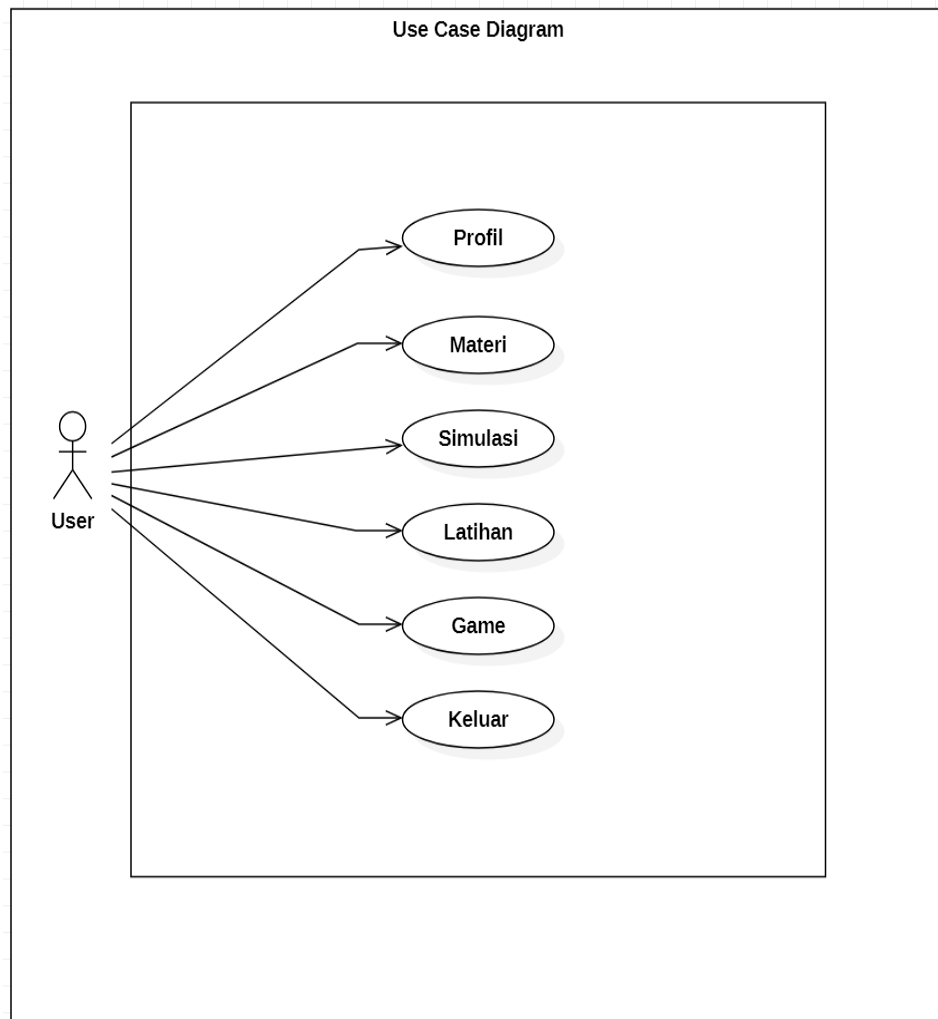 Use Case Diagram
Profil
Materi
Simulasi
User
Latihan
Game
Keluar